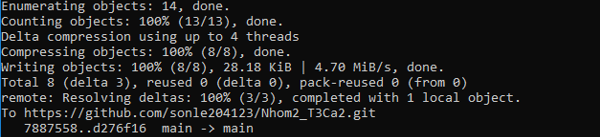 Enumerating objects: 14, done.
Counting objects: 100% (13/13), done.
Delta compression using up to 4 threads
Compressing objects: 100% (8/8), done.
Writing objects: 100% (8/8), 28.18 KiB | 4.70 MiB/s, done.
Total 8 (delta 3), reused 0 (delta 0), pack-reused 0 (from 0)
remote: Resolving deltas: 100% (3/3), completed with 1 local object.
To https://github.com/sonle204123/Nhom2_T3Ca2.git
   7887558..d276f16  main -> main